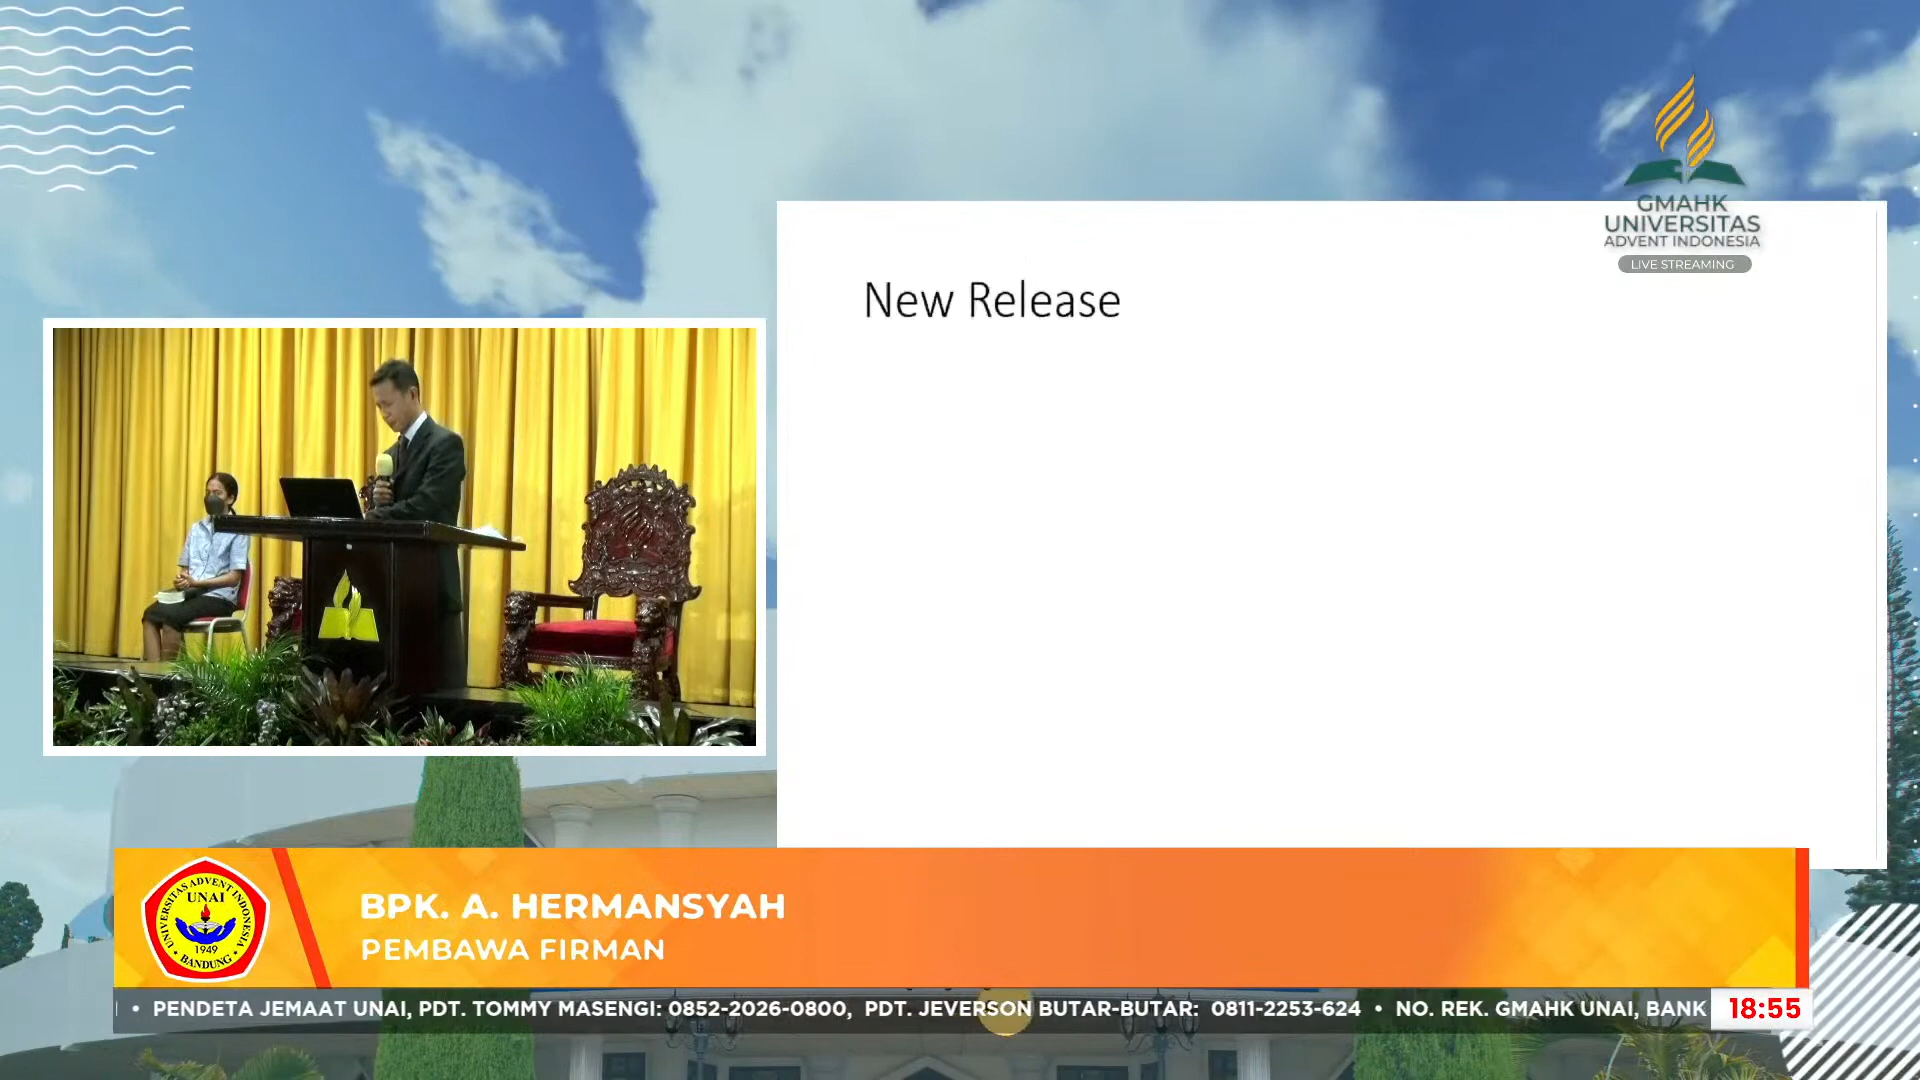 GMAHK
UNIVERSITAS
ADVENT INDONESIA
LIVE STREAMING
New Release
UNIVERSITAS ADVENT INDONESIA
UNAI
1949
• BANDUNG •
BPK. A. HERMANSYAH
PEMBAWA FIRMAN
• PENDETA JEMAAT UNAI, PDT. TOMMY MASENGI: 0852-2026-0800, PDT. JEVERSON BUTAR-BUTAR: 0811-2253-624 • NO. REK. GMAHK UNAI, BANK
18:55